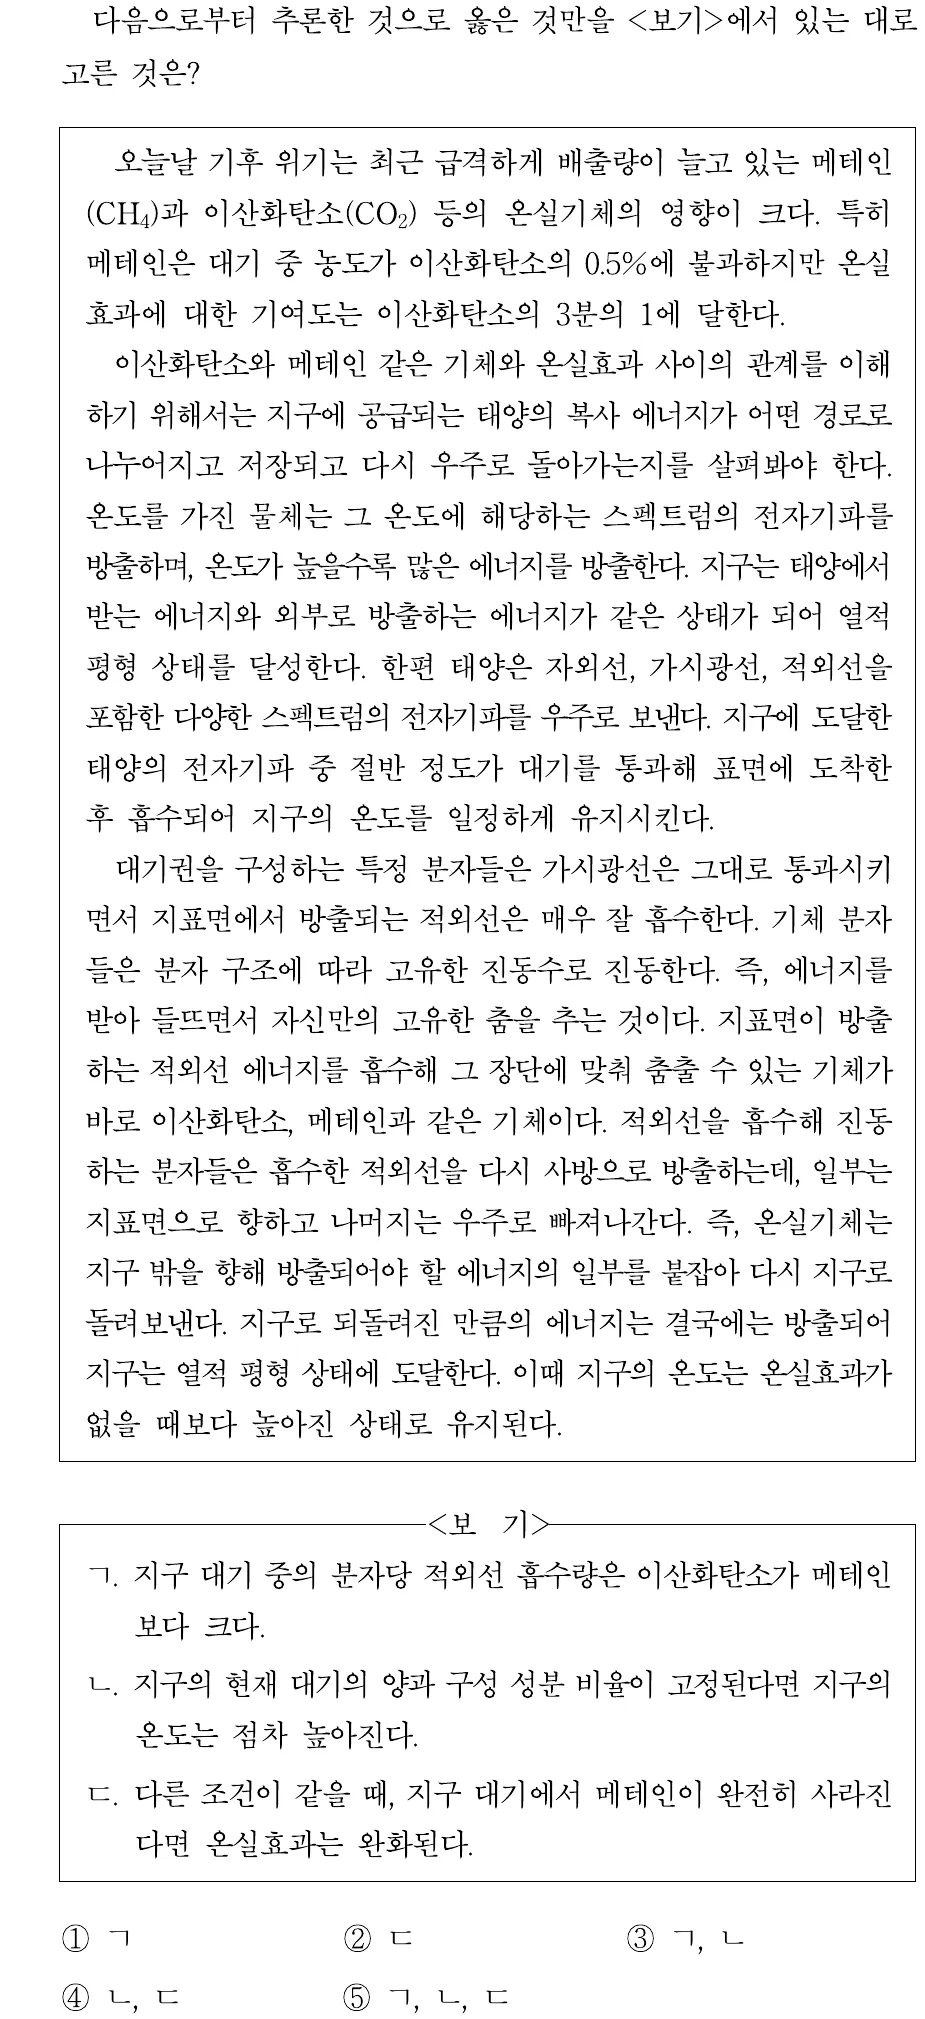 다음으로부터 추론한 것으로 옳은 것만을 <보기>에서 있는 대로
고른 것은?
오늘날 기후 위기는 최근 급격하게 배출량이 늘고 있는 메테인
(CH₄)과 이산화탄소(CO₂) 등의 온실기체의 영향이 크다. 특히
메테인은 대기 중 농도가 이산화탄소의 0.5%에 불과하지만 온실
효과에 대한 기여도는 이산화탄소의 3분의 1에 달한다.
이산화탄소와 메테인 같은 기체와 온실효과 사이의 관계를 이해
하기 위해서는 지구에 공급되는 태양의 복사 에너지가 어떤 경로로
나누어지고 저장되고 다시 우주로 돌아가는지를 살펴봐야 한다.
온도를 가진 물체는 그 온도에 해당하는 스펙트럼의 전자기파를
방출하며, 온도가 높을수록 많은 에너지를 방출한다. 지구는 태양에서
받는 에너지와 외부로 방출하는 에너지가 같은 상태가 되어 열적
평형 상태를 달성한다. 한편 태양은 자외선, 가시광선, 적외선을
포함한 다양한 스펙트럼의 전자기파를 우주로 보낸다. 지구에 도달한
태양의 전자기파 중 절반 정도가 대기를 통과해 표면에 도착한
후 흡수되어 지구의 온도를 일정하게 유지시킨다.
대기권을 구성하는 특정 분자들은 가시광선은 그대로 통과시키
면서 지표면에서 방출되는 적외선은 매우 잘 흡수한다. 기체 분자
들은 분자 구조에 따라 고유한 진동수로 진동한다. 즉, 에너지를
받아 들뜨면서 자신만의 고유한 춤을 추는 것이다. 지표면이 방출
하는 적외선 에너지를 흡수해 그 장단에 맞춰 춤출 수 있는 기체가
바로 이산화탄소, 메테인과 같은 기체이다. 적외선을 흡수해 진동
하는 분자들은 흡수한 적외선을 다시 사방으로 방출하는데, 일부는
지표면으로 향하고 나머지는 우주로 빠져나간다. 즉, 온실기체는
지구 밖을 향해 방출되어야 할 에너지의 일부를 붙잡아 다시 지구로
돌려보낸다. 지구로 되돌려진 만큼의 에너지는 결국에는 방출되어
지구는 열적 평형 상태에 도달한다. 이때 지구의 온도는 온실효과가
없을 때보다 높아진 상태로 유지된다.
<보 기>
ㄱ. 지구 대기 중의 분자당 적외선 흡수량은 이산화탄소가 메테인
보다 크다.
ㄴ. 지구의 현재 대기의 양과 구성 성분 비율이 고정된다면 지구의
온도는 점차 높아진다.
ㄷ. 다른 조건이 같을 때, 지구 대기에서 메테인이 완전히 사라진
다면 온실효과는 완화된다.
① ㄱ ② ㄷ ③ ㄱ, ㄴ
④ ㄴ, ㄷ ⑤ ㄱ, ㄴ, ㄷ